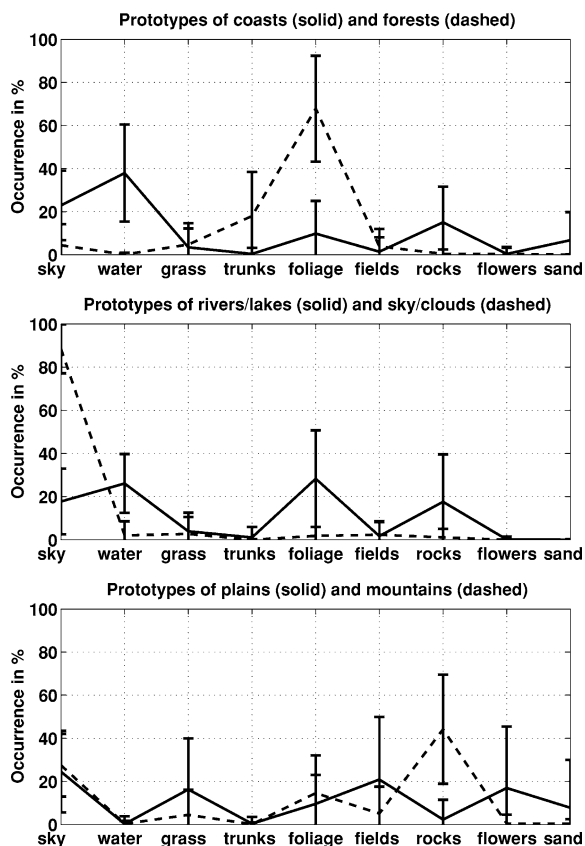 Prototypes of coasts (solid) and forests (dashed)
100
80
60
40
20
0
Occurrence in %
sky water grass trunks foliage fields rocks flowers sand
Prototypes of rivers/lakes (solid) and sky/clouds (dashed)
100
80
60
40
20
0
Occurrence in %
sky water grass trunks foliage fields rocks flowers sand
Prototypes of plains (solid) and mountains (dashed)
100
80
60
40
20
0
Occurrence in %
sky water grass trunks foliage fields rocks flowers sand